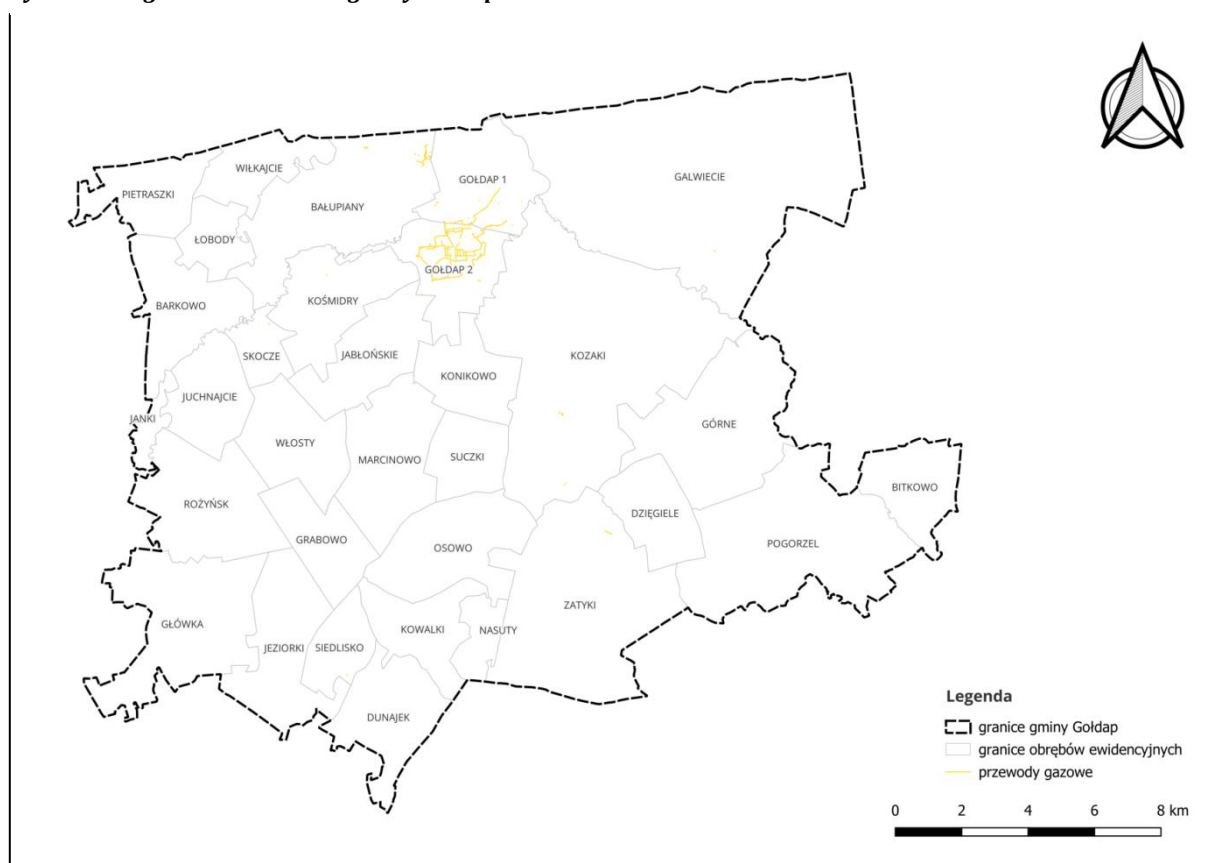 WIŁKAJCIE
GOŁDAP 1
GALWIECIE
PIETRASZKI
BAŁUPIANY
ŁOBODY
GOŁDAP 2
BARKOWO
KOŚMIDRY
SKOCZE
JABŁOŃSKIE
KOZAKI
KONIKOWO
JUCHNAJCIE
JANKI
GÓRNE
WŁOSTY
MARCINOWO
SUCZKI
BITKOWO
ROŻYŃSK
DZIĘGIELE
GRABOWO
OSOWO
POGORZEL
ZATYKI
GŁÓWKA
KOWALKI
NASUTY
JEZIORKI
SIEDLISKO
DUNAJEK
Legenda
granice gminy Gołdap
granice obrębów ewidencyjnych
przewody gazowe
0 2 4 6 8 km